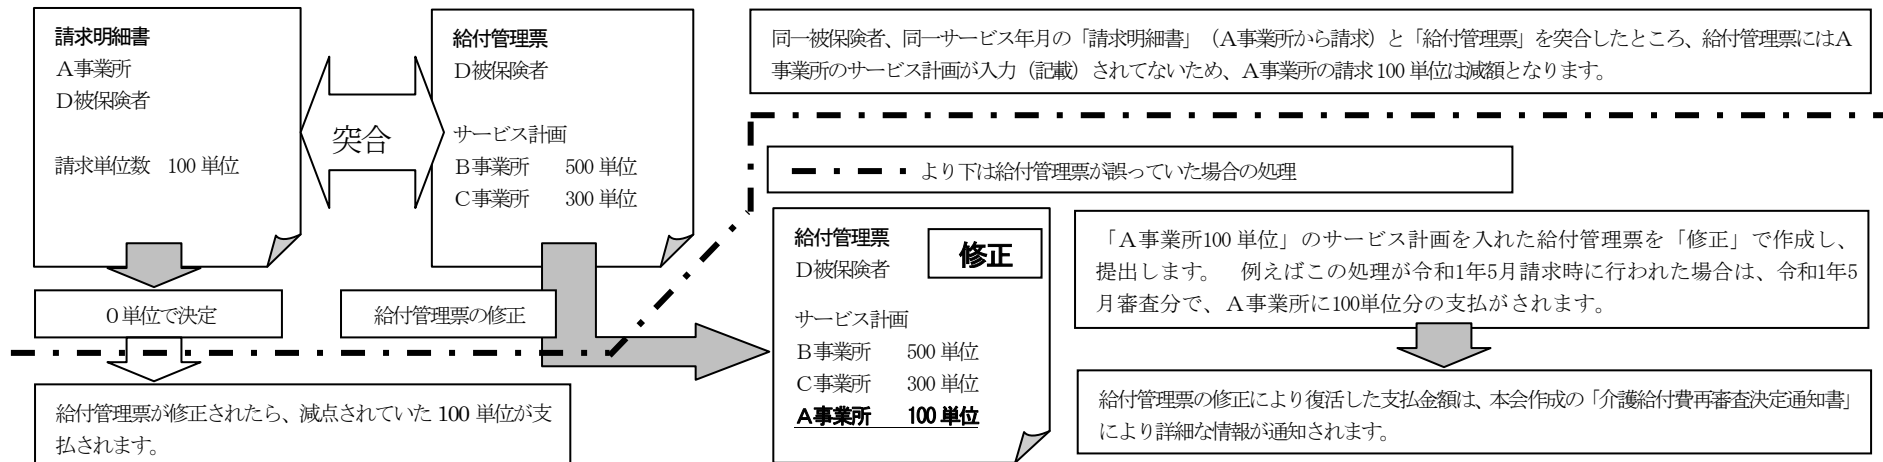 請求明細書
A事業所
D被保険者
請求単位数 100 単位
突合
給付管理票
D被保険者
サービス計画
B事業所 500 単位
C事業所 300 単位
同一被保険者、同一サービス年月の「請求明細書」（A事業所から請求）と「給付管理票」を突合したところ、給付管理票にはA
事業所のサービス計画が入力（記載）されてないため、A事業所の請求 100 単位は減額となります。
より下は給付管理票が誤っていた場合の処理
0単位で決定
給付管理票の修正
給付管理票が修正されたら、減点されていた 100 単位が支
払されます。
給付管理票
修正
D被保険者
サービス計画
B事業所 500 単位
C事業所 300 単位
A事業所 100 単位
「A事業所100 単位」のサービス計画を入れた給付管理票を「修正」で作成し、
提出します。 例えばこの処理が令和1年5月請求時に行われた場合は、令和1年5
月審査分で、A事業所に100単位分の支払がされます。
給付管理票の修正により復活した支払金額は、本会作成の「介護給付費再審査決定通知書」
により詳細な情報が通知されます。